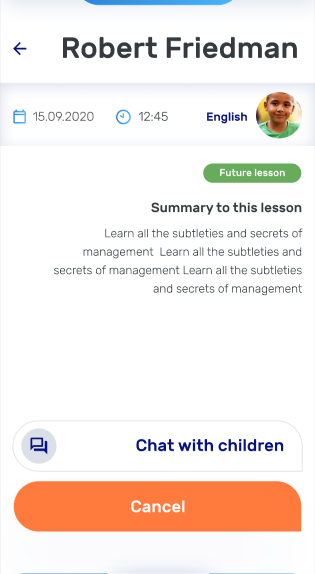 Robert Friedman
15.09.2020 12:45 English
Future lesson
Summary to this lesson
Learn all the subtleties and secrets of
management Learn all the subtleties and
secrets of management Learn all the subtleties
and secrets of management
Chat with children
Cancel